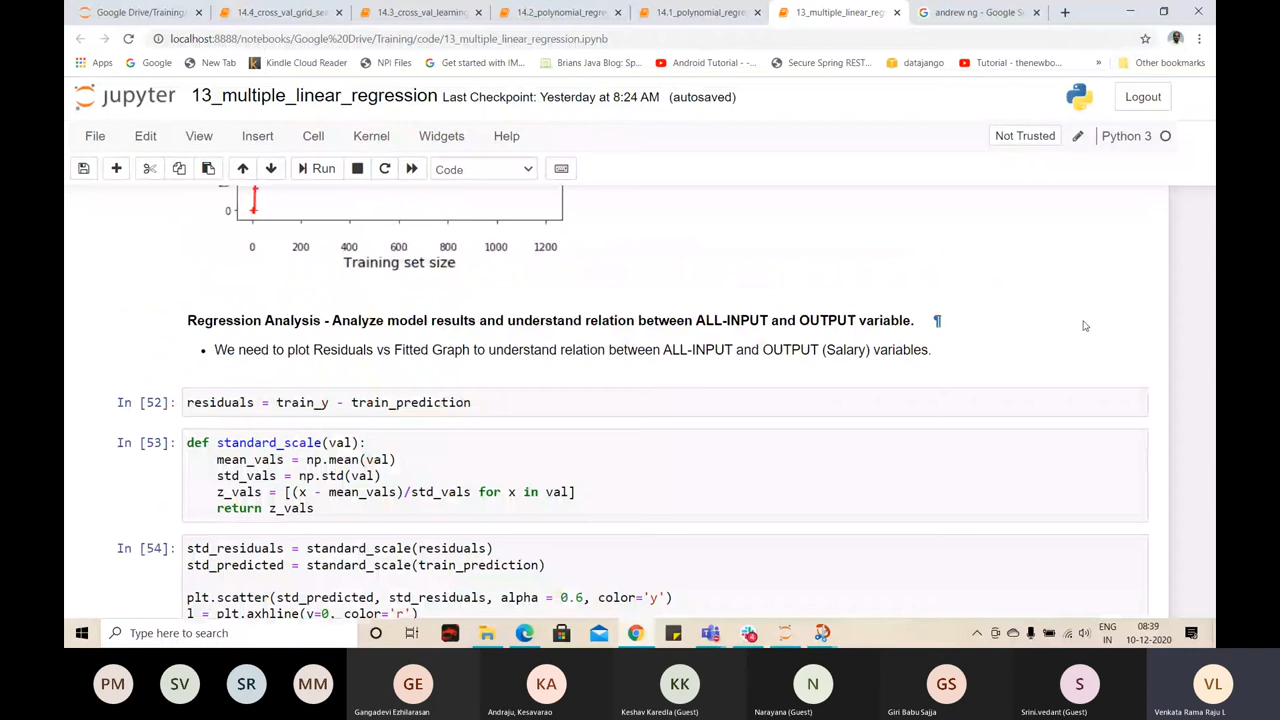 Google Drive/Training/
14.4_cross_val_grid_se
14.3_cross_val_learning
14.2_polynomial_regre
14.1_polynomial_regre
13_multiple_linear_reg
andrew ng - Google S
localhost:8888/notebooks/Google%20Drive/Training/code/13_multiple_linear_regression.ipynb
Apps
Google
New Tab
Kindle Cloud Reader
NPI Files
Get started with IM...
Brians Java Blog: Sp...
Android Tutorial - -...
Secure Spring REST...
datajango
Tutorial - thenewbo...
»
Other bookmarks
jupyter
13_multiple_linear_regression Last Checkpoint: Yesterday at 8:24 AM (autosaved)
Logout
File Edit View Insert Cell Kernel Widgets Help
Not Trusted
Python 3
Run
Code
0
0 200 400 600 800 1000 1200
Training set size
Regression Analysis - Analyze model results and understand relation between ALL-INPUT and OUTPUT variable. ¶
• We need to plot Residuals vs Fitted Graph to understand relation between ALL-INPUT and OUTPUT (Salary) variables.
In [52]: residuals = train_y - train_prediction
In [53]: def standard_scale(val):
mean_vals = np.mean(val)
std_vals = np.std(val)
z_vals = [(x - mean_vals)/std_vals for x in val]
return z_vals
In [54]: std_residuals = standard_scale(residuals)
std_predicted = standard_scale(train_prediction)
plt.scatter(std_predicted, std_residuals, alpha = 0.6, color='y')
l = plt.axhline(y=0, color='r')
Type here to search
ENG
IN
08:39
10-12-2020
PM
SV
SR
MM
GE
KA
KK
N
GS
S
VL
Gangadevi Ezhilarasan
Andraju, Kesavarao
Keshav Karedla (Guest)
Narayana (Guest)
Giri Babu Sajja
Srini.vedant (Guest)
Venkata Rama Raju L